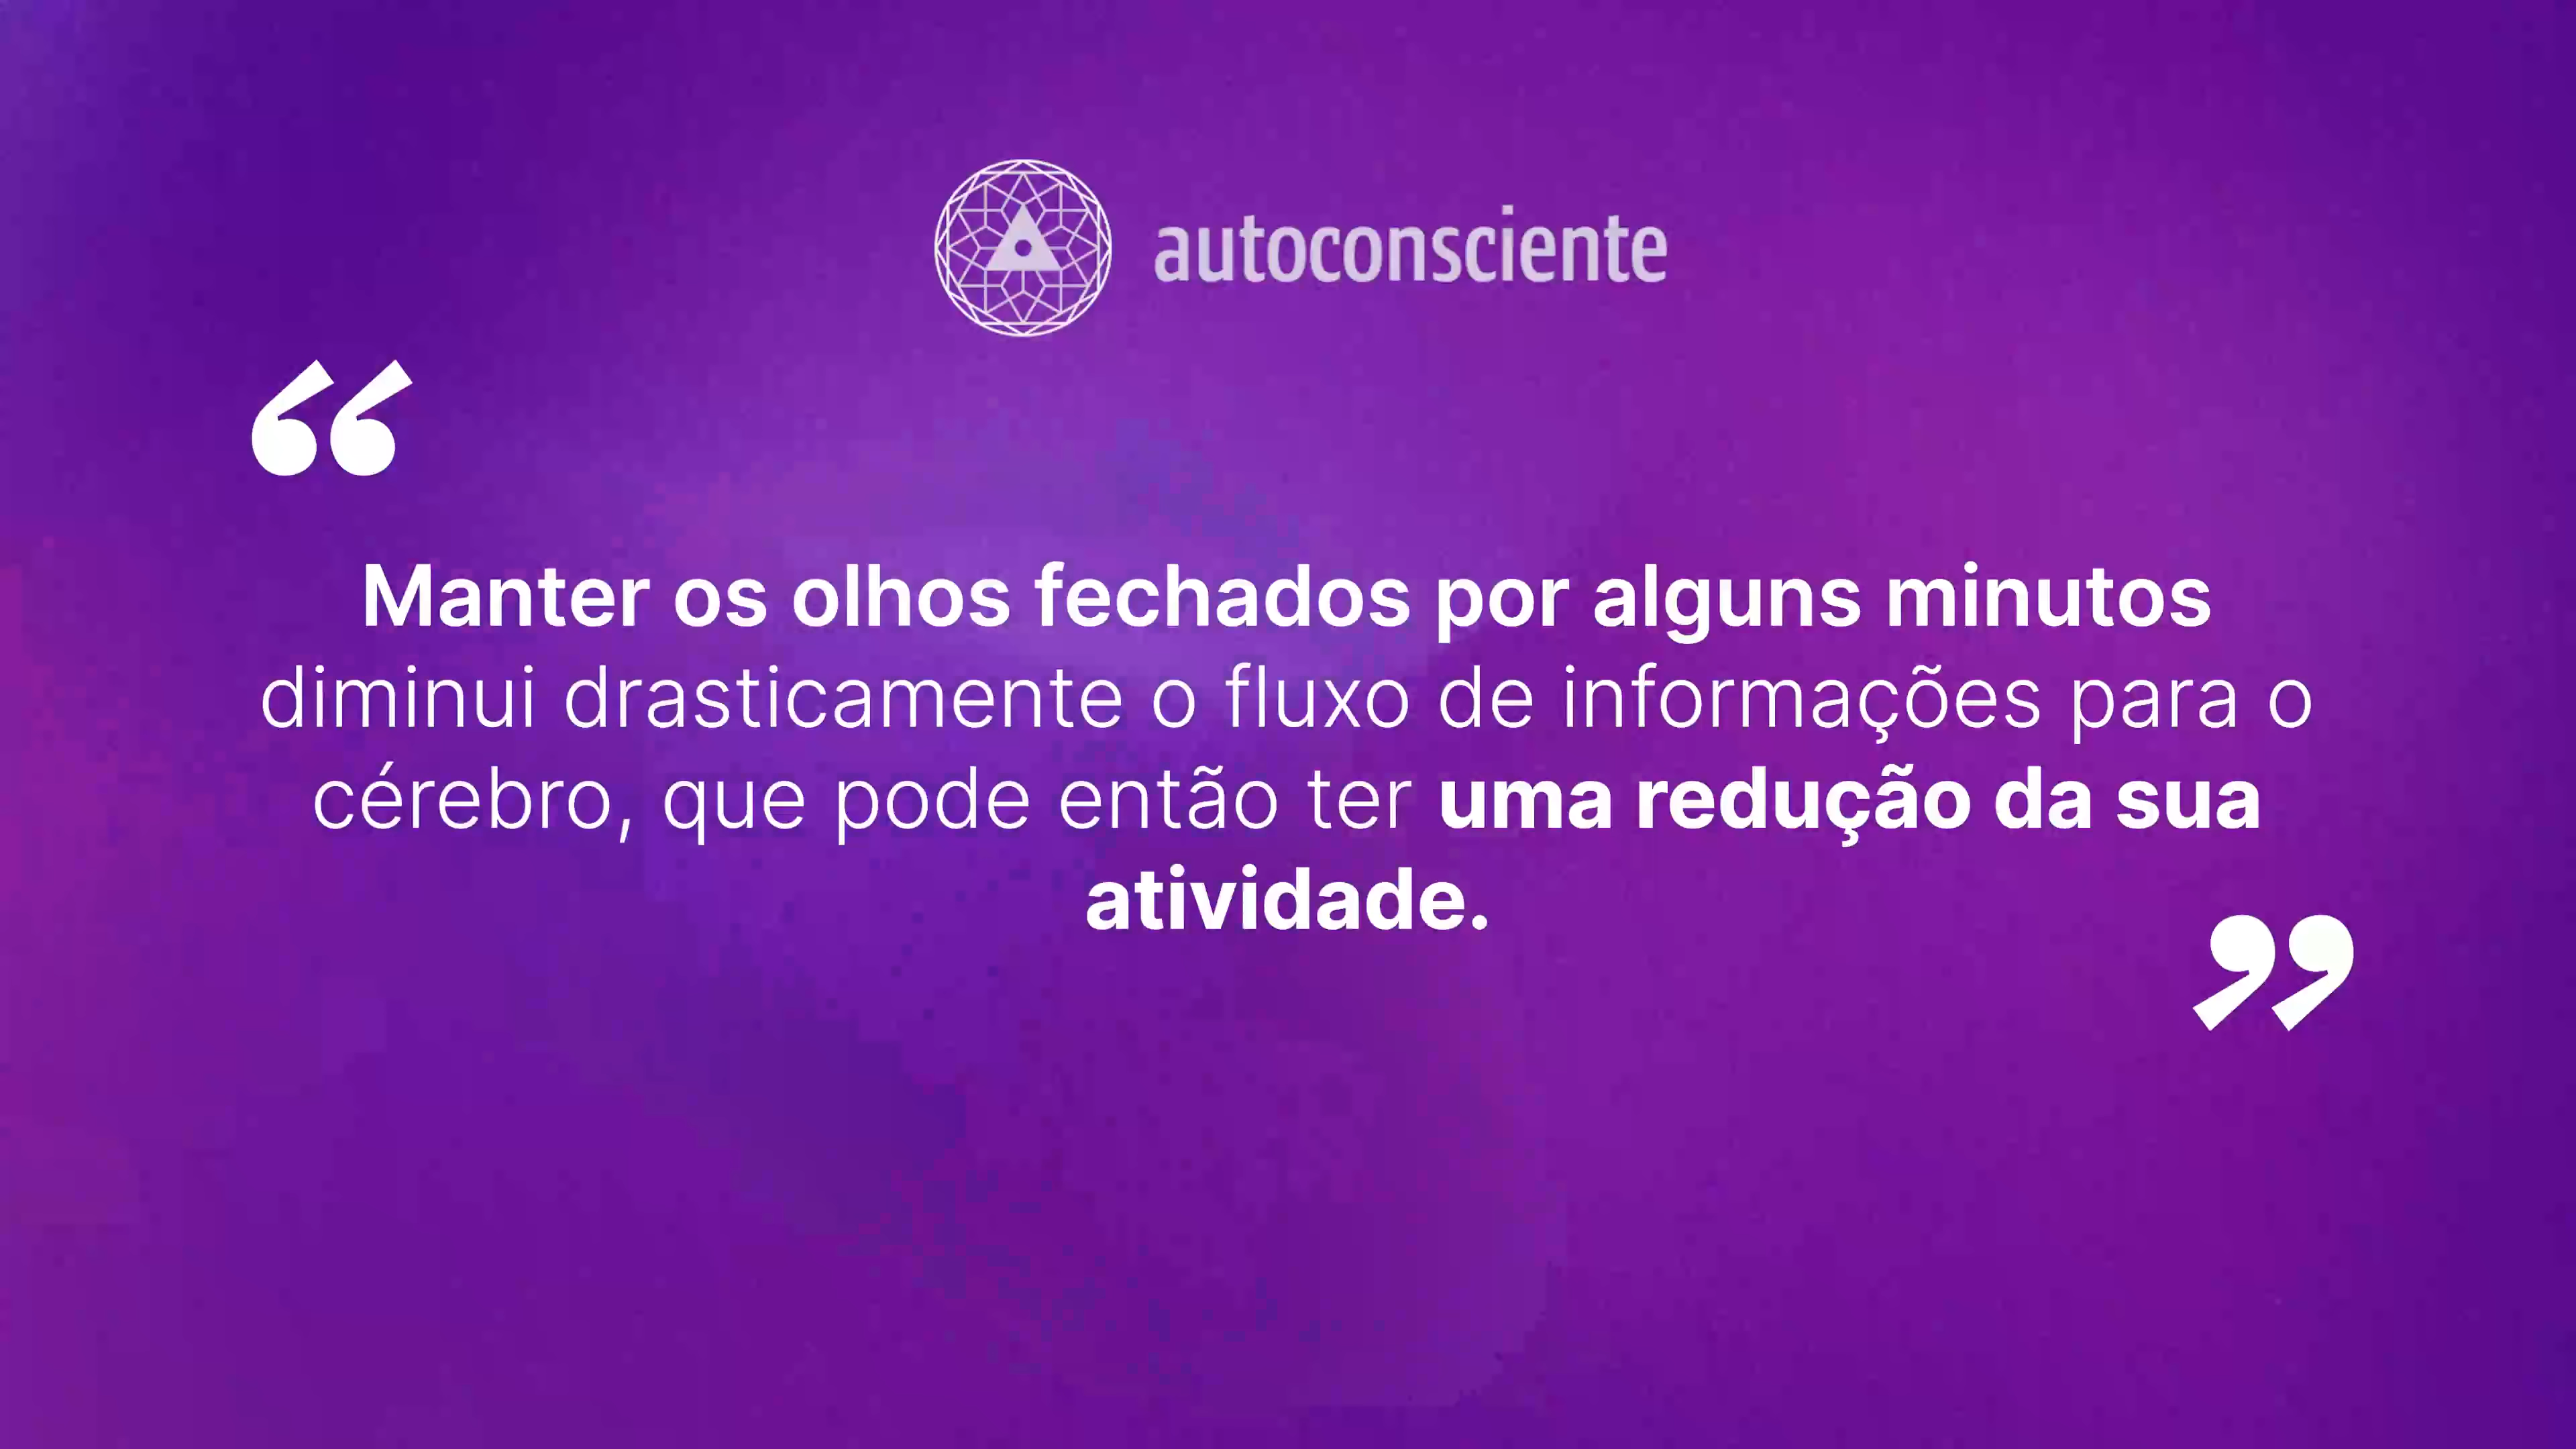 autoconsciente
“
Manter os olhos fechados por alguns minutos
diminui drasticamente o fluxo de informações para o
cérebro, que pode então ter uma redução da sua
atividade.
”